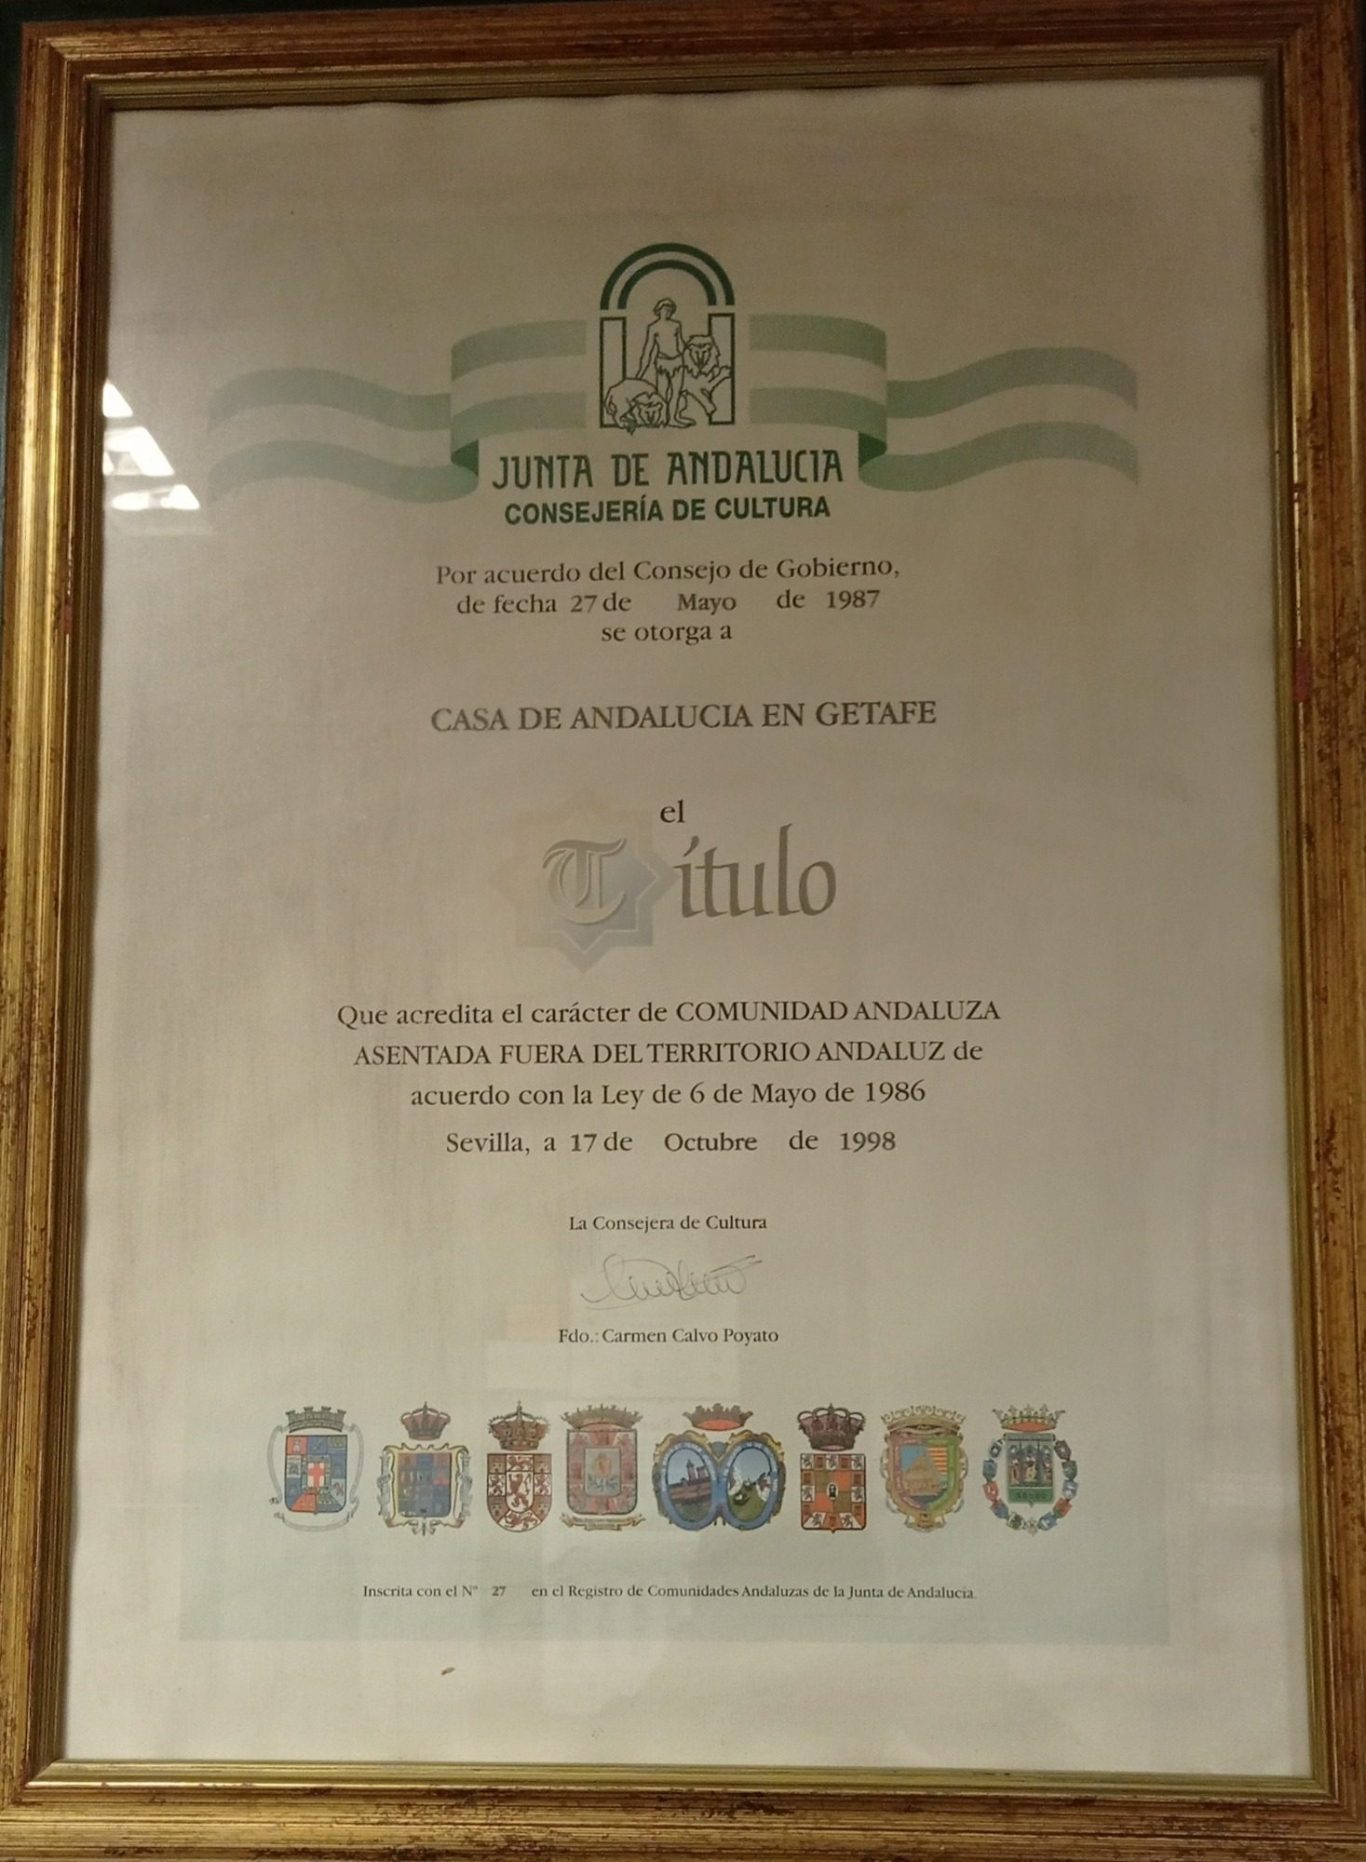 JUNTA DE ANDALUCIA
CONSEJERÍA DE CULTURA
Por acuerdo del Consejo de Gobierno,
de fecha 27 de Mayo de 1987
se otorga a
CASA DE ANDALUCIA EN GETAFE
el
Título
Que acredita el carácter de COMUNIDAD ANDALUZA
ASENTADA FUERA DEL TERRITORIO ANDALUZ de
acuerdo con la Ley de 6 de Mayo de 1986
Sevilla, a 17 de Octubre de 1998
La Consejera de Cultura
Fdo.: Carmen Calvo Poyato
Inscrita con el Nº 27 en el Registro de Comunidades Andaluzas de la Junta de Andalucia.